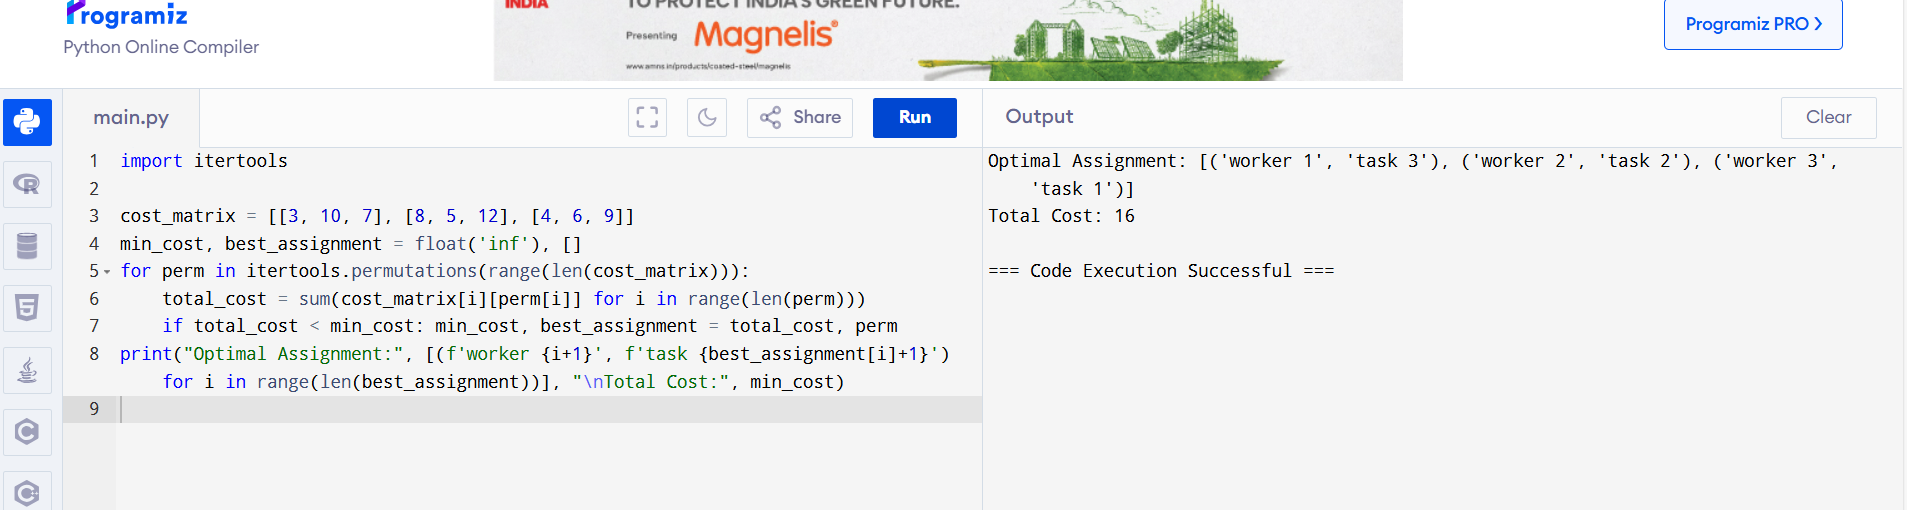 Programiz
Python Online Compiler
INDIA
TO PROTECT INDIA'S GREEN FUTURE.
Presenting Magnelis®
www.amns.in/products/coated-steel/magnelis
Programiz PRO
main.py
Share
Run
Output
Clear
1 import itertools
2
3 cost_matrix = [[3, 10, 7], [8, 5, 12], [4, 6, 9]]
4 min_cost, best_assignment = float('inf'), []
5 for perm in itertools.permutations(range(len(cost_matrix))):
6     total_cost = sum(cost_matrix[i][perm[i]] for i in range(len(perm)))
7     if total_cost < min_cost: min_cost, best_assignment = total_cost, perm
8 print("Optimal Assignment:", [(f'worker {i+1}', f'task {best_assignment[i]+1}')
    for i in range(len(best_assignment))], "\nTotal Cost:", min_cost)
9
Optimal Assignment: [('worker 1', 'task 3'), ('worker 2', 'task 2'), ('worker 3',
    'task 1')]
Total Cost: 16
=== Code Execution Successful ===